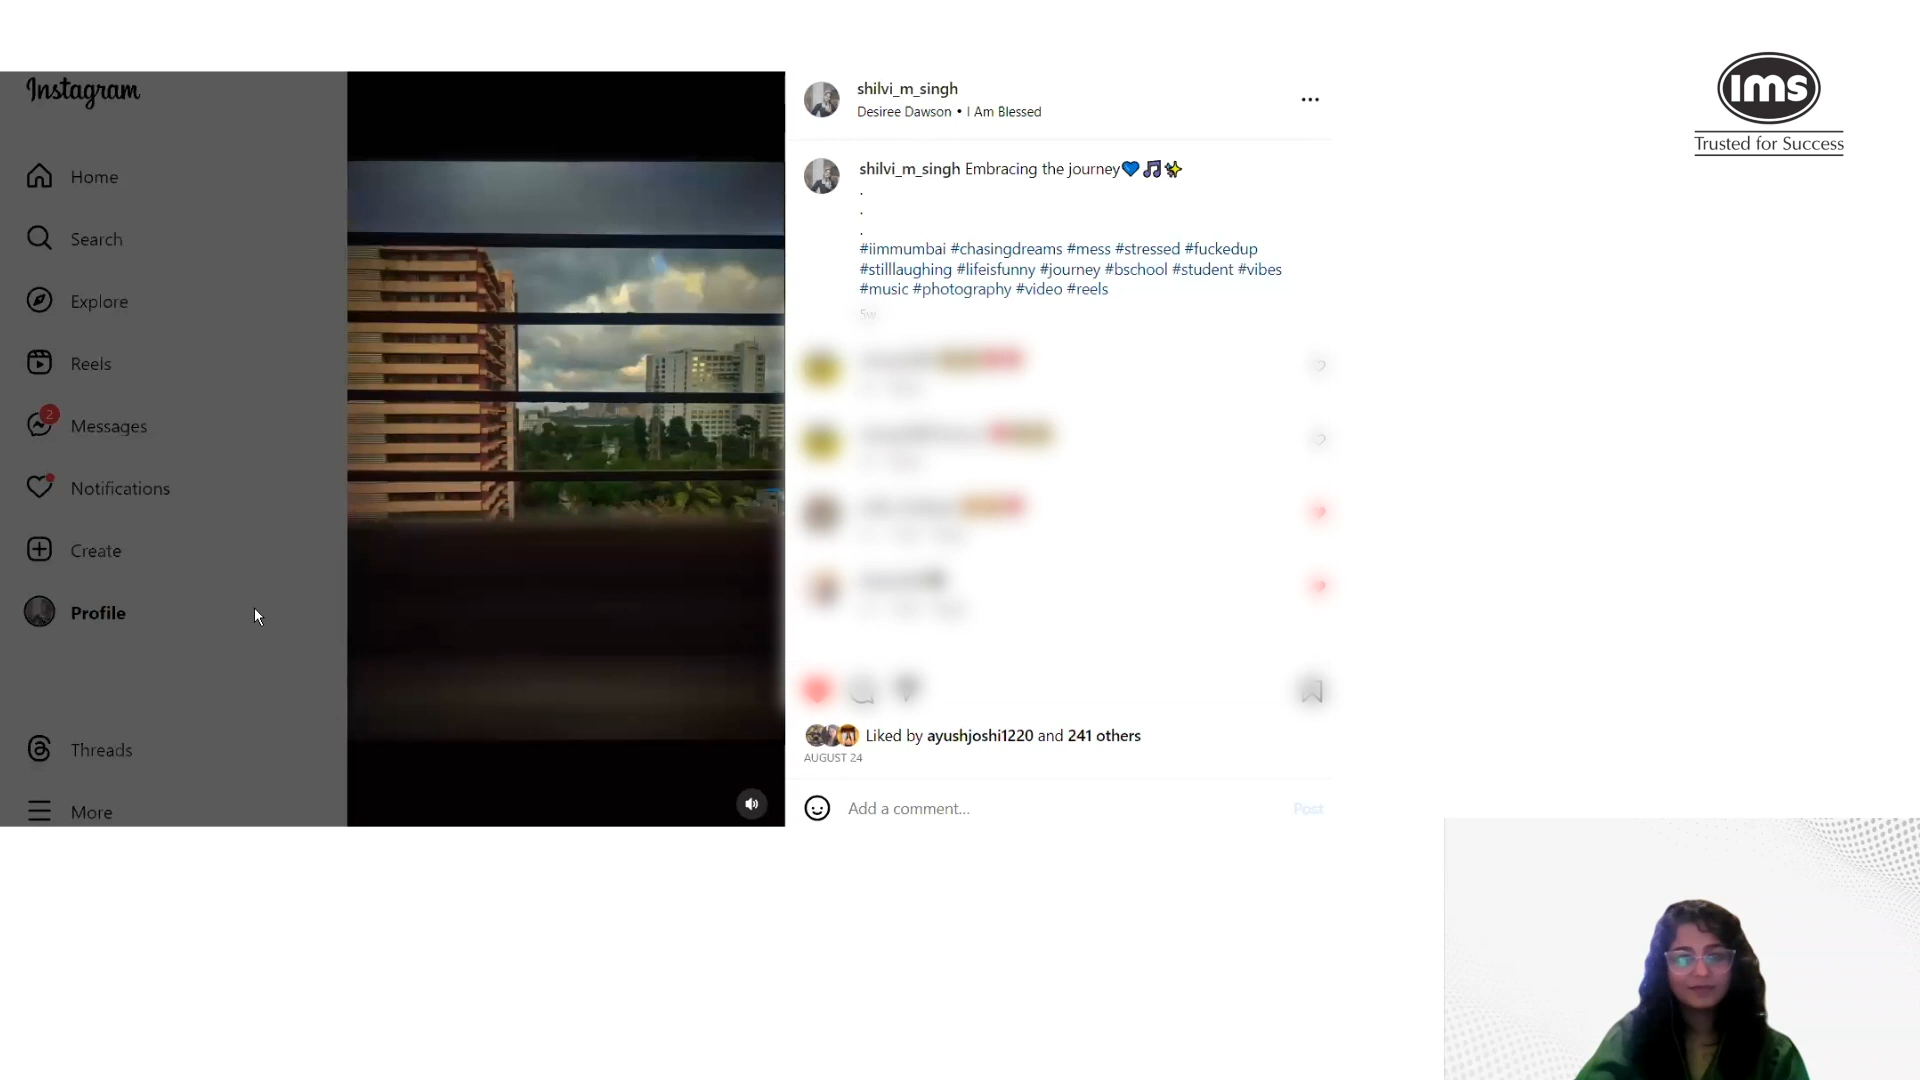 Instagram
Home
Search
Explore
Reels
2
Messages
Notifications
Create
Profile
Threads
More
shilvi_m_singh
Desiree Dawson • I Am Blessed
shilvi_m_singh Embracing the journey💙🎵✨
.
.
.
#iimmumbai #chasingdreams #mess #stressed #fuckedup
#stilllaughing #lifeisfunny #journey #bschool #student #vibes
#music #photography #video #reels
5w
Liked by ayushjoshi1220 and 241 others
AUGUST 24
Add a comment...
Post
ims
Trusted for Success